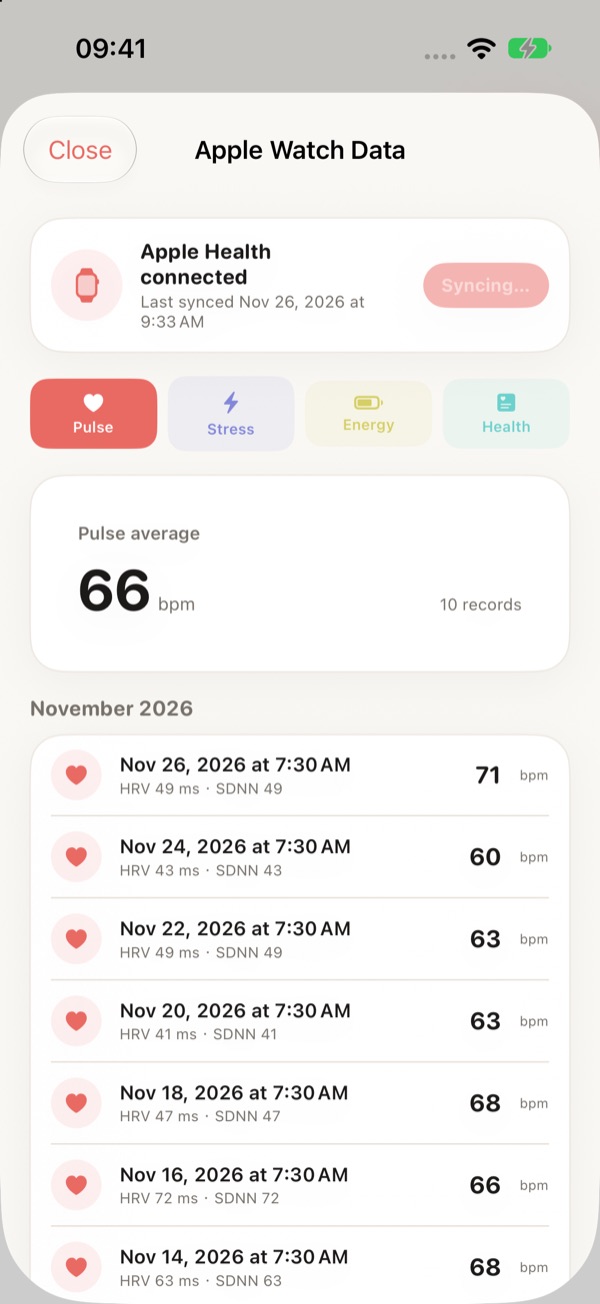 09:41
Close
Apple Watch Data
Apple Health
connected
Last synced Nov 26, 2026 at
9:33 AM
Syncing...
Pulse
Stress
Energy
Health
Pulse average
66 bpm
10 records
November 2026
Nov 26, 2026 at 7:30 AM
HRV 49 ms · SDNN 49
71 bpm
Nov 24, 2026 at 7:30 AM
HRV 43 ms · SDNN 43
60 bpm
Nov 22, 2026 at 7:30 AM
HRV 49 ms · SDNN 49
63 bpm
Nov 20, 2026 at 7:30 AM
HRV 41 ms · SDNN 41
63 bpm
Nov 18, 2026 at 7:30 AM
HRV 47 ms · SDNN 47
68 bpm
Nov 16, 2026 at 7:30 AM
HRV 72 ms · SDNN 72
66 bpm
Nov 14, 2026 at 7:30 AM
HRV 63 ms · SDNN 63
68 bpm